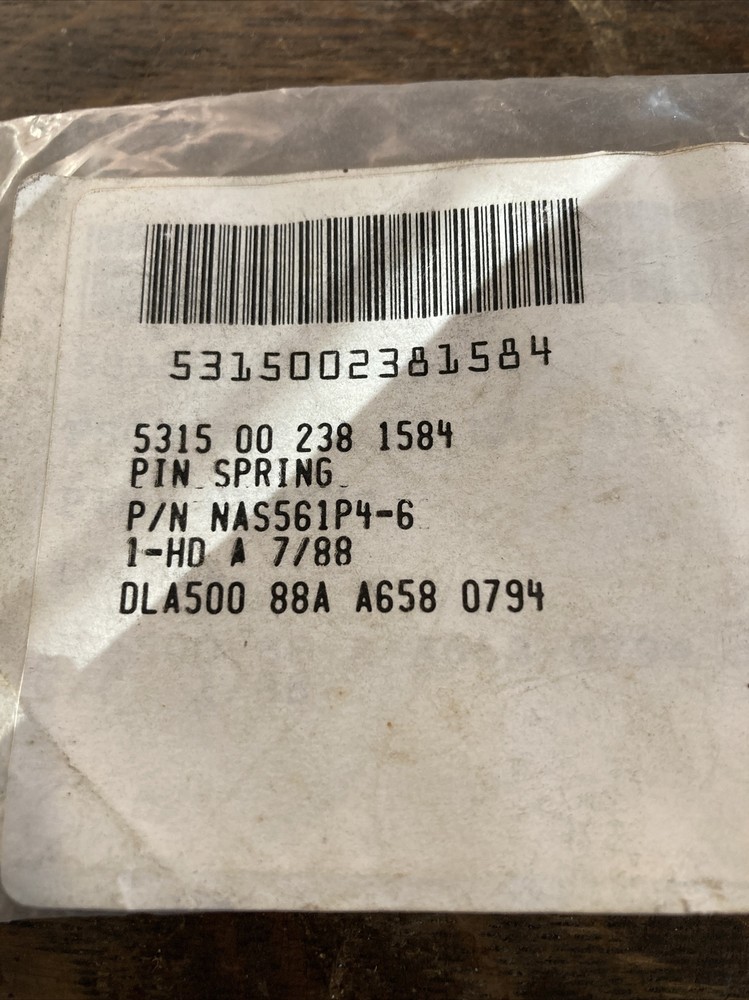 5315002381584
5315 00 238 1584
PIN SPRING
P/N NAS561P4-6
1-HD A 7/88
DLA500 88A A658 0794